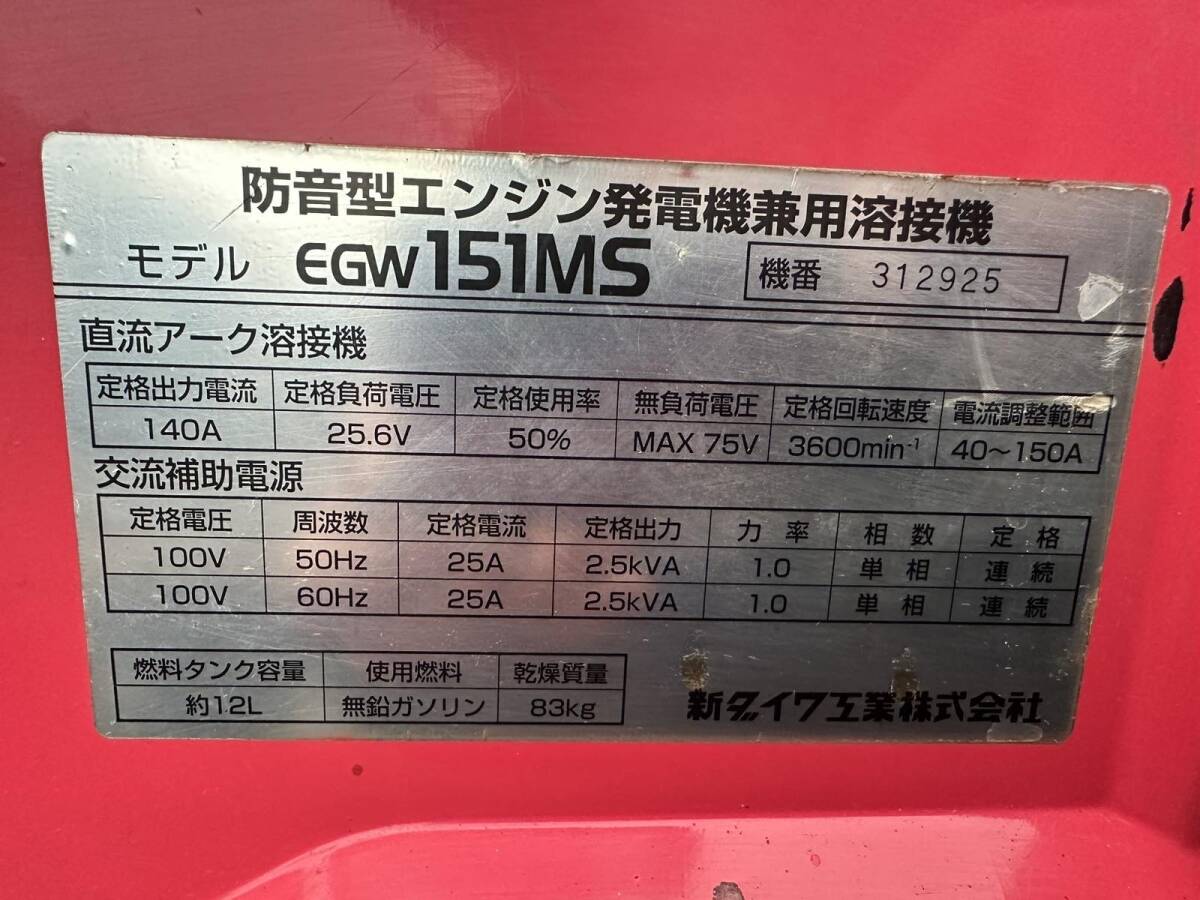 防音型エンジン発電機兼用溶接機
モデル EGW151MS 機番 312925
直流アーク溶接機
定格出力電流 定格負荷電圧 定格使用率 無負荷電圧 定格回転速度 電流調整範囲
140A 25.6V 50% MAX 75V 3600min⁻¹ 40〜150A
交流補助電源
定格電圧 周波数 定格電流 定格出力 力率 相数 定格
100V 50Hz 25A 2.5kVA 1.0 単相 連続
100V 60Hz 25A 2.5kVA 1.0 単相 連続
燃料タンク容量 使用燃料 乾燥質量
約12L 無鉛ガソリン 83kg
新ダイワ工業株式会社